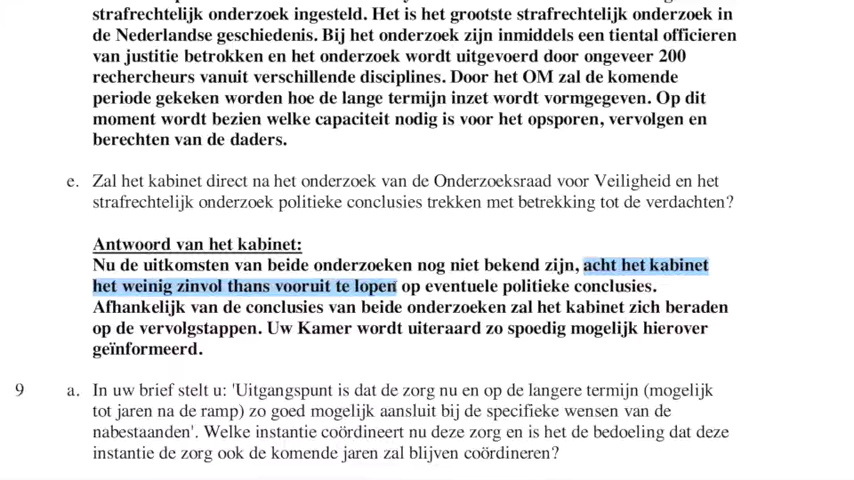 strafrechtelijk onderzoek ingesteld. Het is het grootste strafrechtelijk onderzoek in
de Nederlandse geschiedenis. Bij het onderzoek zijn inmiddels een tiental officieren
van justitie betrokken en het onderzoek wordt uitgevoerd door ongeveer 200
rechercheurs vanuit verschillende disciplines. Door het OM zal de komende
periode gekeken worden hoe de lange termijn inzet wordt vormgegeven. Op dit
moment wordt bezien welke capaciteit nodig is voor het opsporen, vervolgen en
berechten van de daders.
e. Zal het kabinet direct na het onderzoek van de Onderzoeksraad voor Veiligheid en het
strafrechtelijk onderzoek politieke conclusies trekken met betrekking tot de verdachten?
Antwoord van het kabinet:
Nu de uitkomsten van beide onderzoeken nog niet bekend zijn, acht het kabinet
het weinig zinvol thans vooruit te lopen op eventuele politieke conclusies.
Afhankelijk van de conclusies van beide onderzoeken zal het kabinet zich beraden
op de vervolgstappen. Uw Kamer wordt uiteraard zo spoedig mogelijk hierover
geïnformeerd.
9 a. In uw brief stelt u: 'Uitgangspunt is dat de zorg nu en op de langere termijn (mogelijk
tot jaren na de ramp) zo goed mogelijk aansluit bij de specifieke wensen van de
nabestaanden'. Welke instantie coördineert nu deze zorg en is het de bedoeling dat deze
instantie de zorg ook de komende jaren zal blijven coördineren?